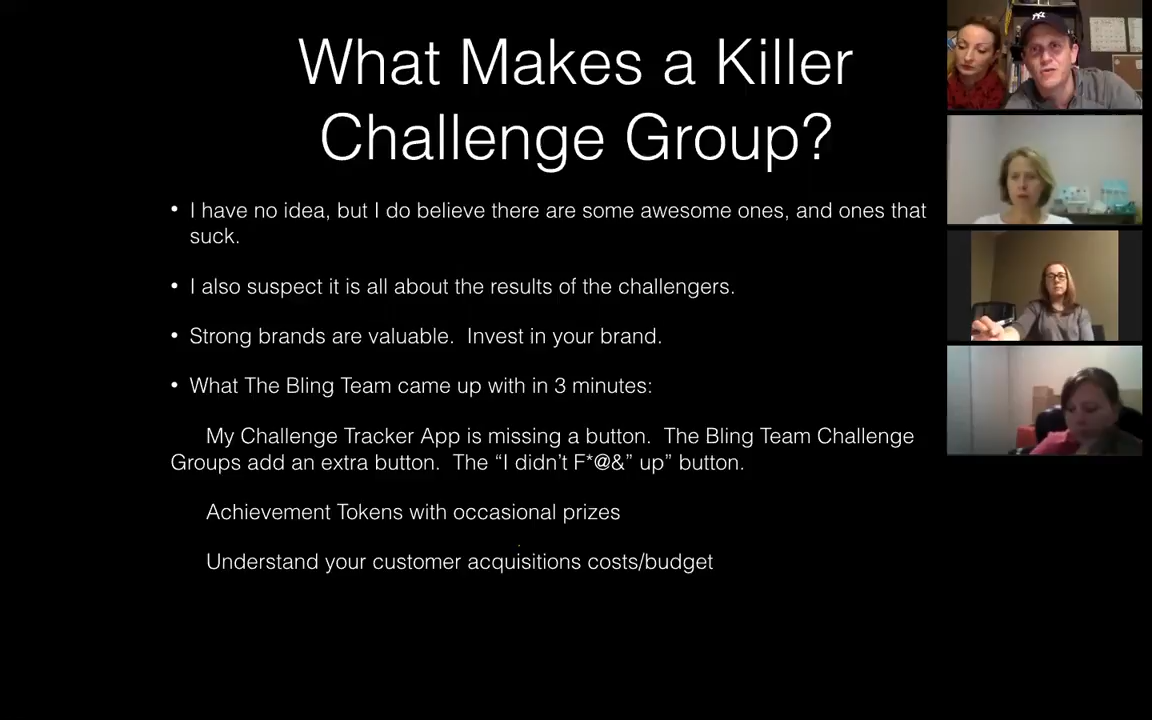 What Makes a Killer
Challenge Group?
• I have no idea, but I do believe there are some awesome ones, and ones that
suck.
• I also suspect it is all about the results of the challengers.
• Strong brands are valuable.  Invest in your brand.
• What The Bling Team came up with in 3 minutes:
My Challenge Tracker App is missing a button.  The Bling Team Challenge
Groups add an extra button.  The “I didn’t F*@&” up” button.
Achievement Tokens with occasional prizes
Understand your customer acquisitions costs/budget